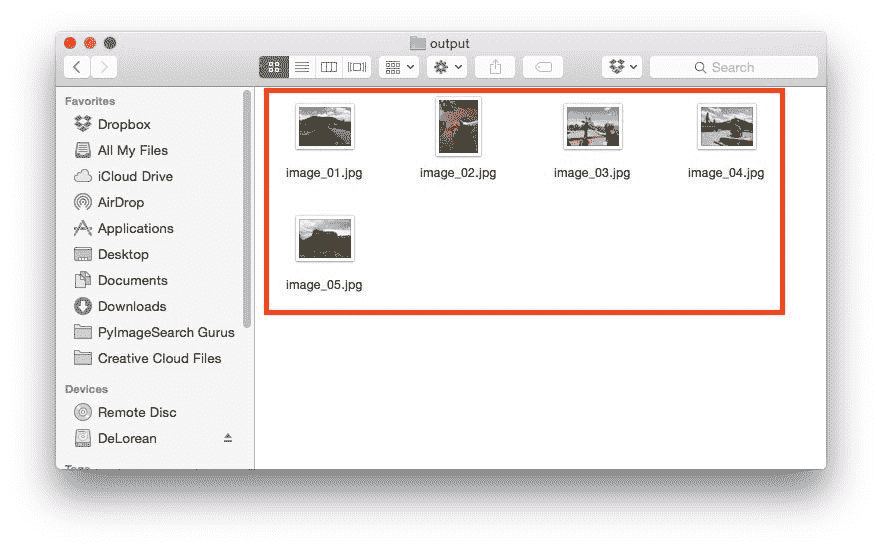 output
Search
Favorites
Dropbox
All My Files
iCloud Drive
AirDrop
Applications
Desktop
Documents
Downloads
PyImageSearch Gurus
Creative Cloud Files
Devices
Remote Disc
DeLorean
Tags
image_01.jpg image_02.jpg image_03.jpg image_04.jpg
image_05.jpg